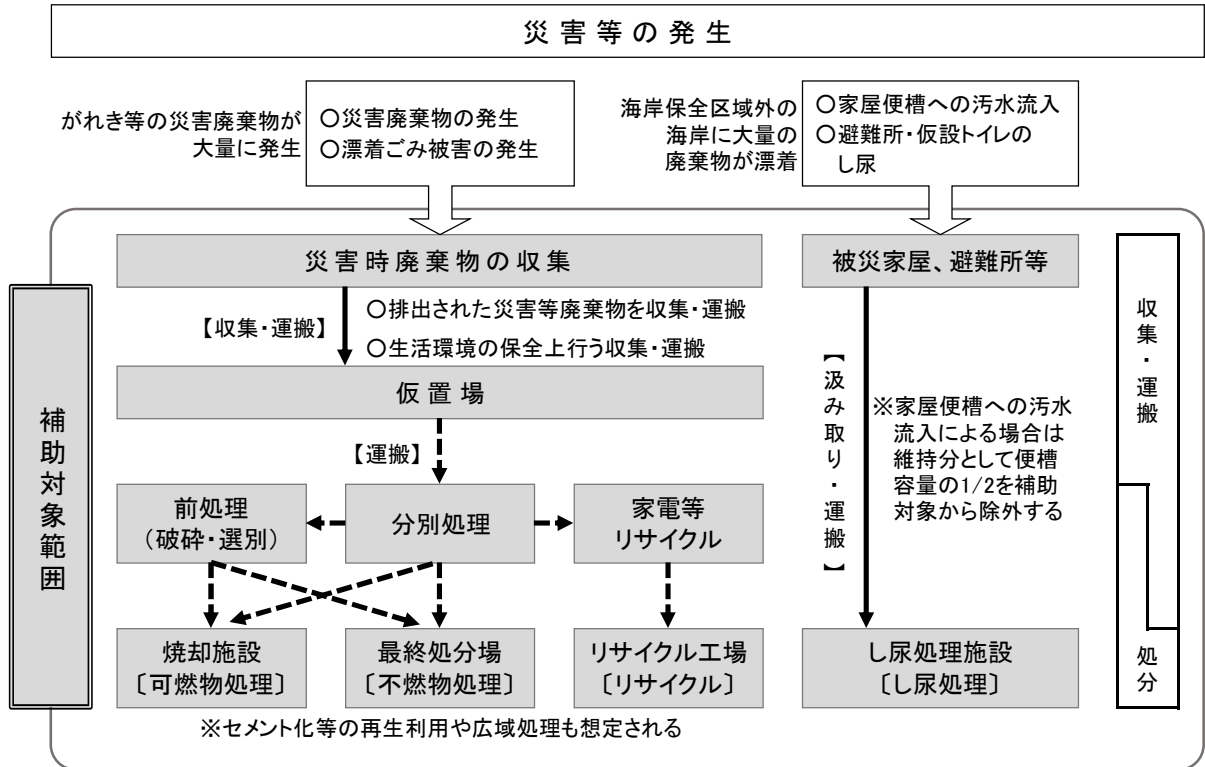 災害等の発生
がれき等の災害廃棄物が
大量に発生
○災害廃棄物の発生
○漂着ごみ被害の発生
海岸保全区域外の
海岸に大量の
廃棄物が漂着
○家屋便槽への汚水流入
○避難所・仮設トイレの
し尿
補助対象範囲
災害時廃棄物の収集
【収集・運搬】
○排出された災害等廃棄物を収集・運搬
○生活環境の保全上行う収集・運搬
仮置場
【運搬】
前処理
（破砕・選別）
分別処理
家電等
リサイクル
焼却施設
〔可燃物処理〕
最終処分場
〔不燃物処理〕
リサイクル工場
〔リサイクル〕
※セメント化等の再生利用や広域処理も想定される
被災家屋、避難所等
【汲み取り・運搬】
※家屋便槽への汚水
流入による場合は
維持分として便槽
容量の1/2を補助
対象から除外する
し尿処理施設
〔し尿処理〕
収集・運搬
処分